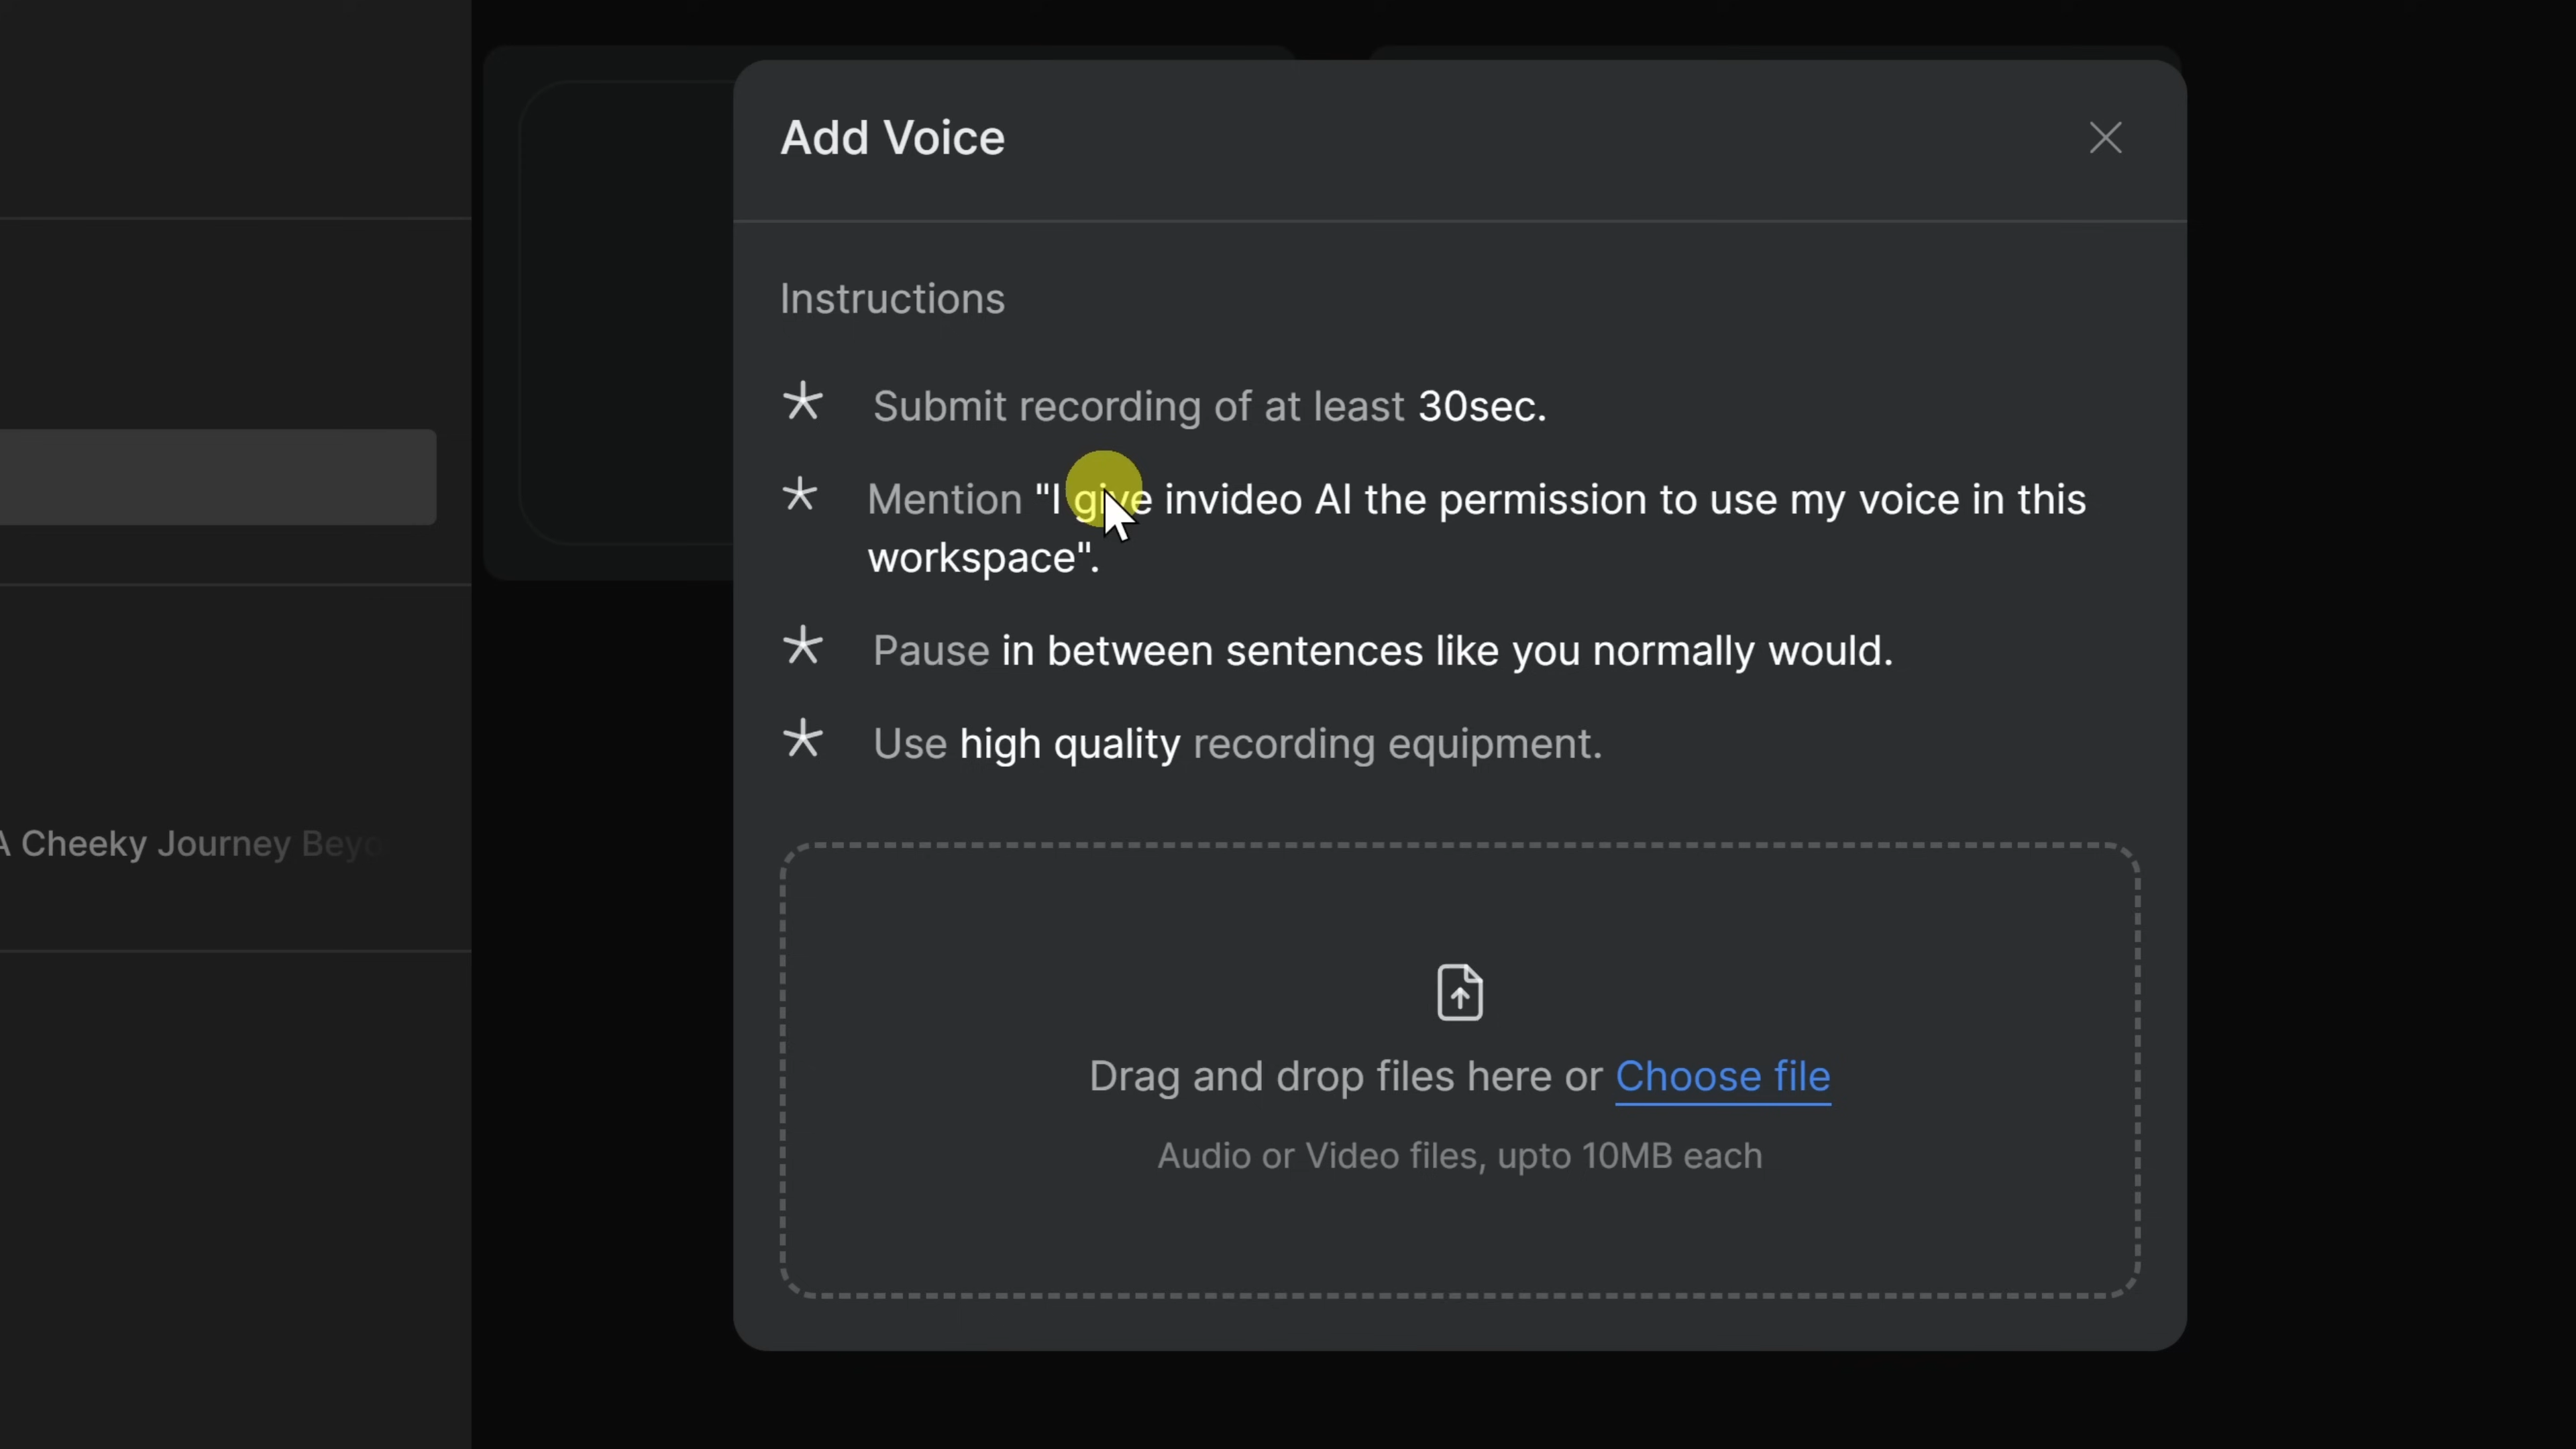 Add Voice
Instructions
* Submit recording of at least 30sec.
* Mention "I give invideo AI the permission to use my voice in this
workspace".
* Pause in between sentences like you normally would.
* Use high quality recording equipment.
A Cheeky Journey
Drag and drop files here or Choose file
Audio or Video files, upto 10MB each